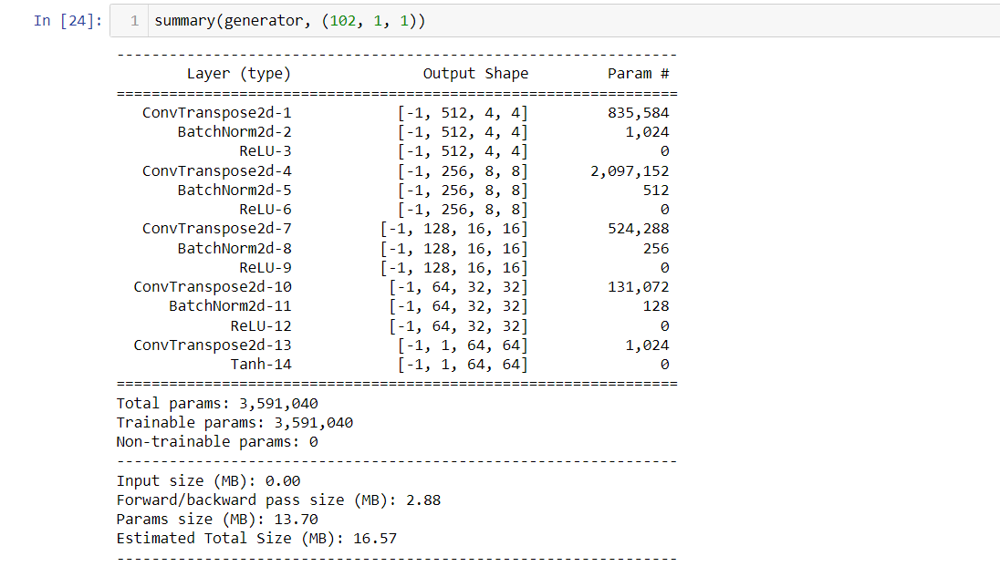 In [24]: 1 summary(generator, (102, 1, 1))
----------------------------------------------------------------
Layer (type) Output Shape Param #
================================================================
ConvTranspose2d-1 [-1, 512, 4, 4] 835,584
BatchNorm2d-2 [-1, 512, 4, 4] 1,024
ReLU-3 [-1, 512, 4, 4] 0
ConvTranspose2d-4 [-1, 256, 8, 8] 2,097,152
BatchNorm2d-5 [-1, 256, 8, 8] 512
ReLU-6 [-1, 256, 8, 8] 0
ConvTranspose2d-7 [-1, 128, 16, 16] 524,288
BatchNorm2d-8 [-1, 128, 16, 16] 256
ReLU-9 [-1, 128, 16, 16] 0
ConvTranspose2d-10 [-1, 64, 32, 32] 131,072
BatchNorm2d-11 [-1, 64, 32, 32] 128
ReLU-12 [-1, 64, 32, 32] 0
ConvTranspose2d-13 [-1, 1, 64, 64] 1,024
Tanh-14 [-1, 1, 64, 64] 0
================================================================
Total params: 3,591,040
Trainable params: 3,591,040
Non-trainable params: 0
----------------------------------------------------------------
Input size (MB): 0.00
Forward/backward pass size (MB): 2.88
Params size (MB): 13.70
Estimated Total Size (MB): 16.57
----------------------------------------------------------------